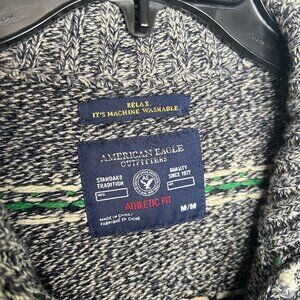 RELAX.
IT'S MACHINE WASHABLE.
AMERICAN EAGLE
OUTFITTERS
STANDARD
TRADITION
QUALITY
SINCE 1977
ATHLETIC FIT
MADE IN CHINA/
FABRIQUÉ EN CHINE
M/M